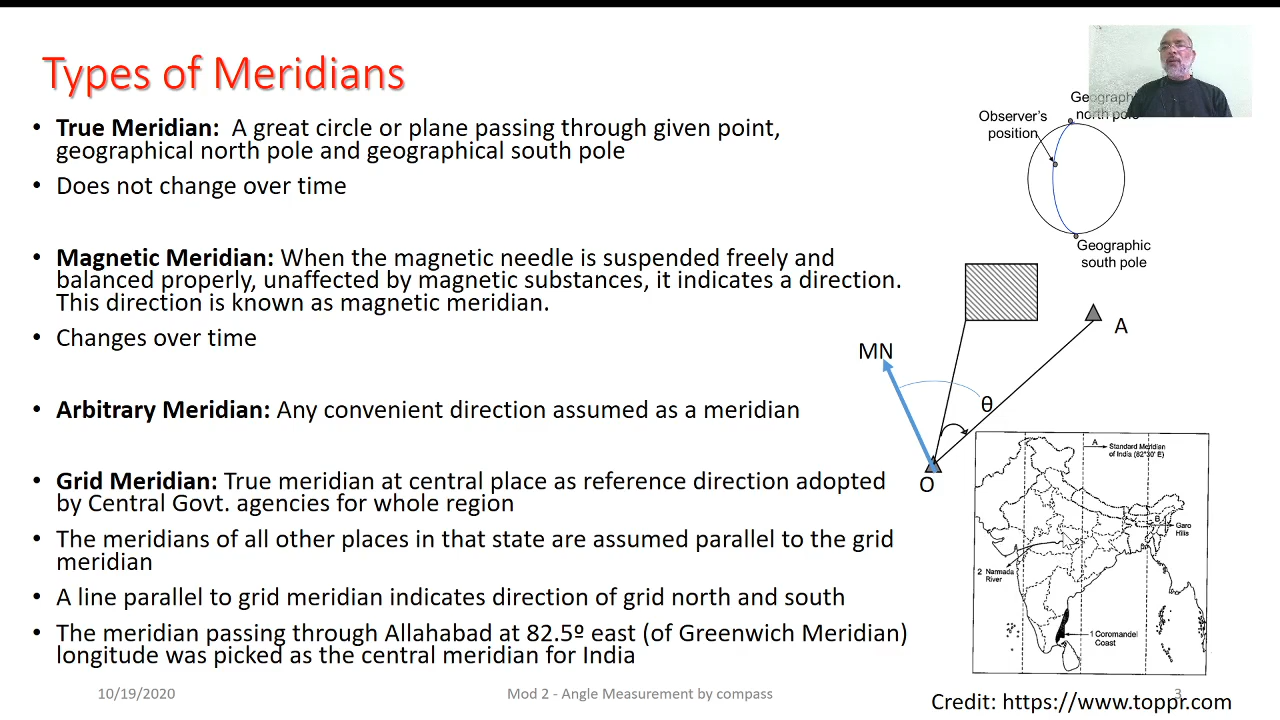 Types of Meridians
• True Meridian: A great circle or plane passing through given point,
geographical north pole and geographical south pole
• Does not change over time
• Magnetic Meridian: When the magnetic needle is suspended freely and
balanced properly, unaffected by magnetic substances, it indicates a direction.
This direction is known as magnetic meridian.
• Changes over time
• Arbitrary Meridian: Any convenient direction assumed as a meridian
• Grid Meridian: True meridian at central place as reference direction adopted
by Central Govt. agencies for whole region
• The meridians of all other places in that state are assumed parallel to the grid
meridian
• A line parallel to grid meridian indicates direction of grid north and south
• The meridian passing through Allahabad at 82.5º east (of Greenwich Meridian)
longitude was picked as the central meridian for India
Geographic
north pole
Observer's
position
Geographic
south pole
A
MN
θ
O
A
Standard Meridian
of India (82°30' E)
B
Garo
Hills
2 Narmada
River
1 Coromandel
Coast
10/19/2020
Mod 2 - Angle Measurement by compass
3
Credit: https://www.toppr.com